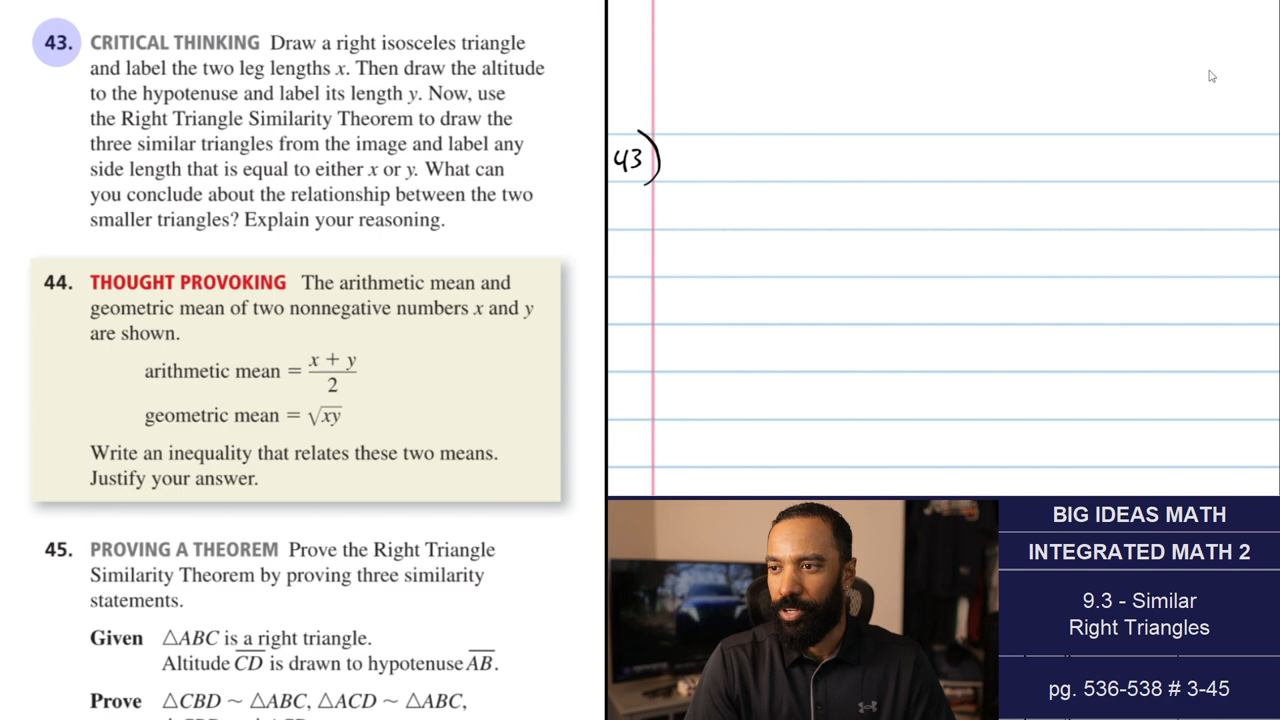 43. CRITICAL THINKING Draw a right isosceles triangle
and label the two leg lengths x. Then draw the altitude
to the hypotenuse and label its length y. Now, use
the Right Triangle Similarity Theorem to draw the
three similar triangles from the image and label any
side length that is equal to either x or y. What can
you conclude about the relationship between the two
smaller triangles? Explain your reasoning.
44. THOUGHT PROVOKING The arithmetic mean and
geometric mean of two nonnegative numbers x and y
are shown.
arithmetic mean = (x + y)/2
geometric mean = √xy
Write an inequality that relates these two means.
Justify your answer.
45. PROVING A THEOREM Prove the Right Triangle
Similarity Theorem by proving three similarity
statements.
Given △ABC is a right triangle.
Altitude C̅D̅ is drawn to hypotenuse A̅B̅.
Prove △CBD ~ △ABC, △ACD ~ △ABC,
43)
BIG IDEAS MATH
INTEGRATED MATH 2
9.3 - Similar
Right Triangles
pg. 536-538 # 3-45